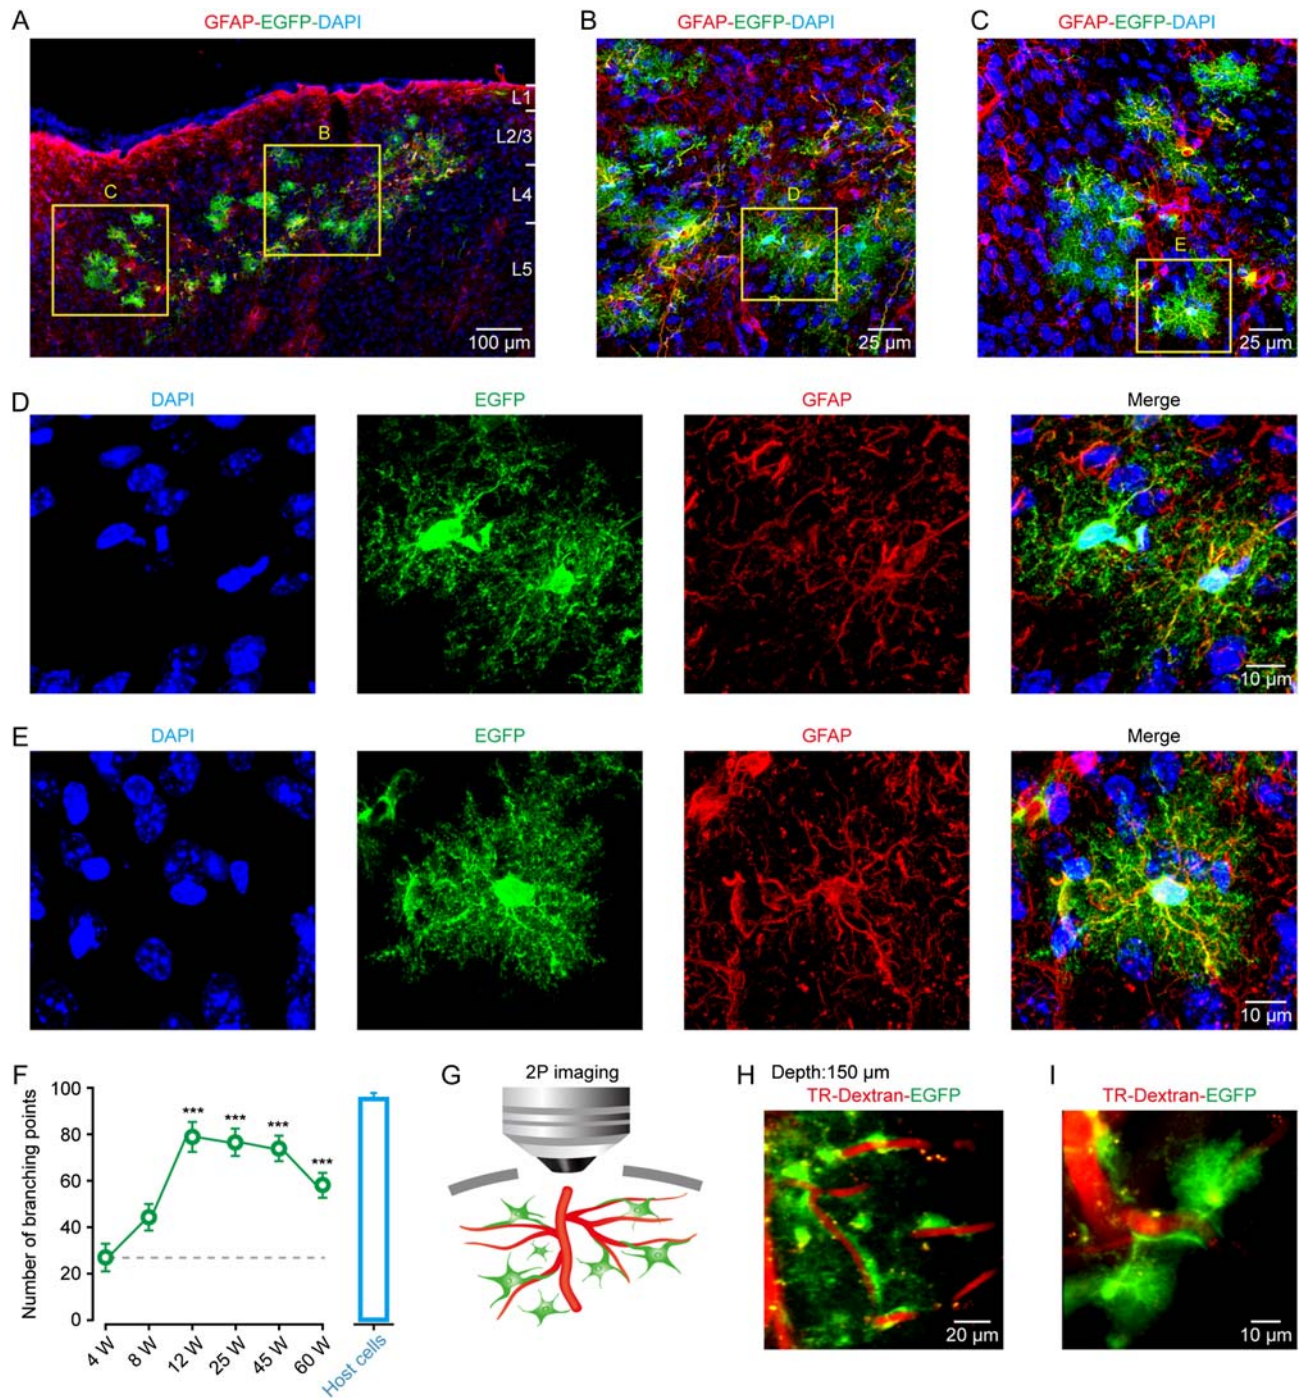 A
GFAP-EGFP-DAPI
B
C
L1
L2/3
L4
L5
100 µm
B
GFAP-EGFP-DAPI
D
25 µm
C
GFAP-EGFP-DAPI
E
25 µm
D
DAPI
EGFP
GFAP
Merge
10 µm
E
DAPI
EGFP
GFAP
Merge
10 µm
F
Number of branching points
100
80
60
40
20
0
***
***
***
***
4 W
8 W
12 W
25 W
45 W
60 W
Host cells
G
2P imaging
H
Depth:150 µm
TR-Dextran-EGFP
20 µm
I
TR-Dextran-EGFP
10 µm